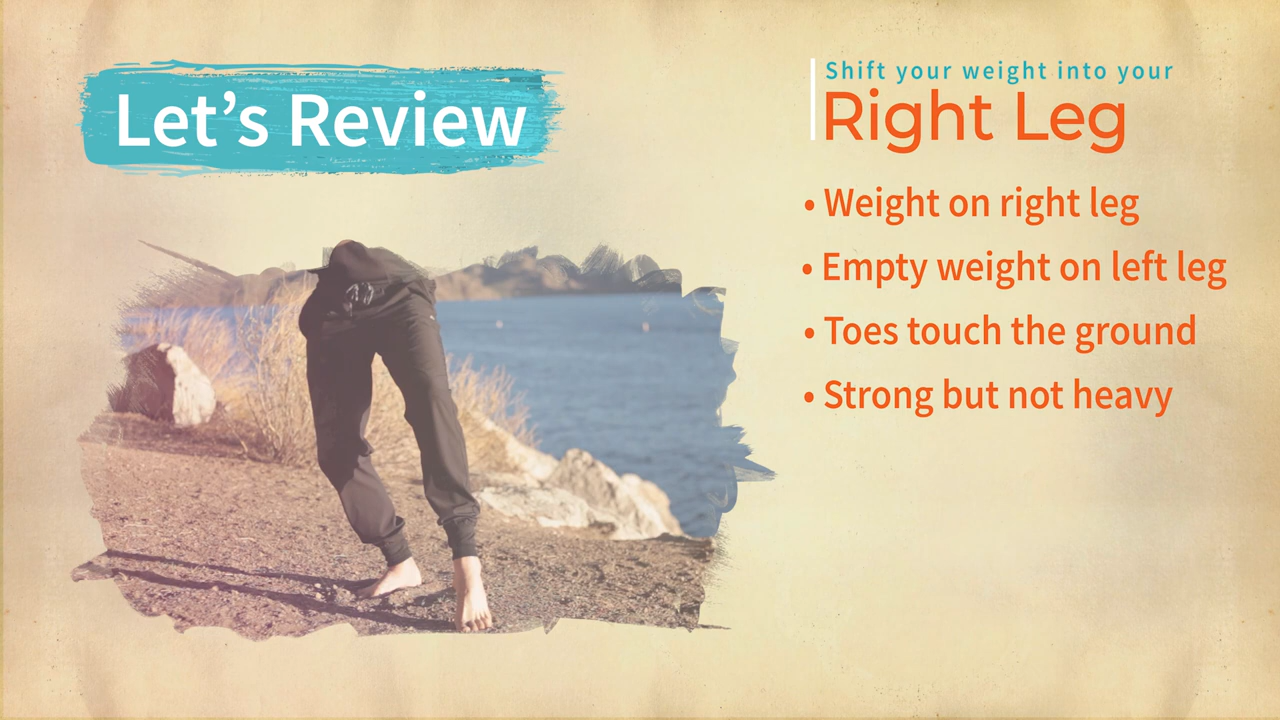 Let's Review
Shift your weight into your
Right Leg
• Weight on right leg
• Empty weight on left leg
• Toes touch the ground
• Strong but not heavy